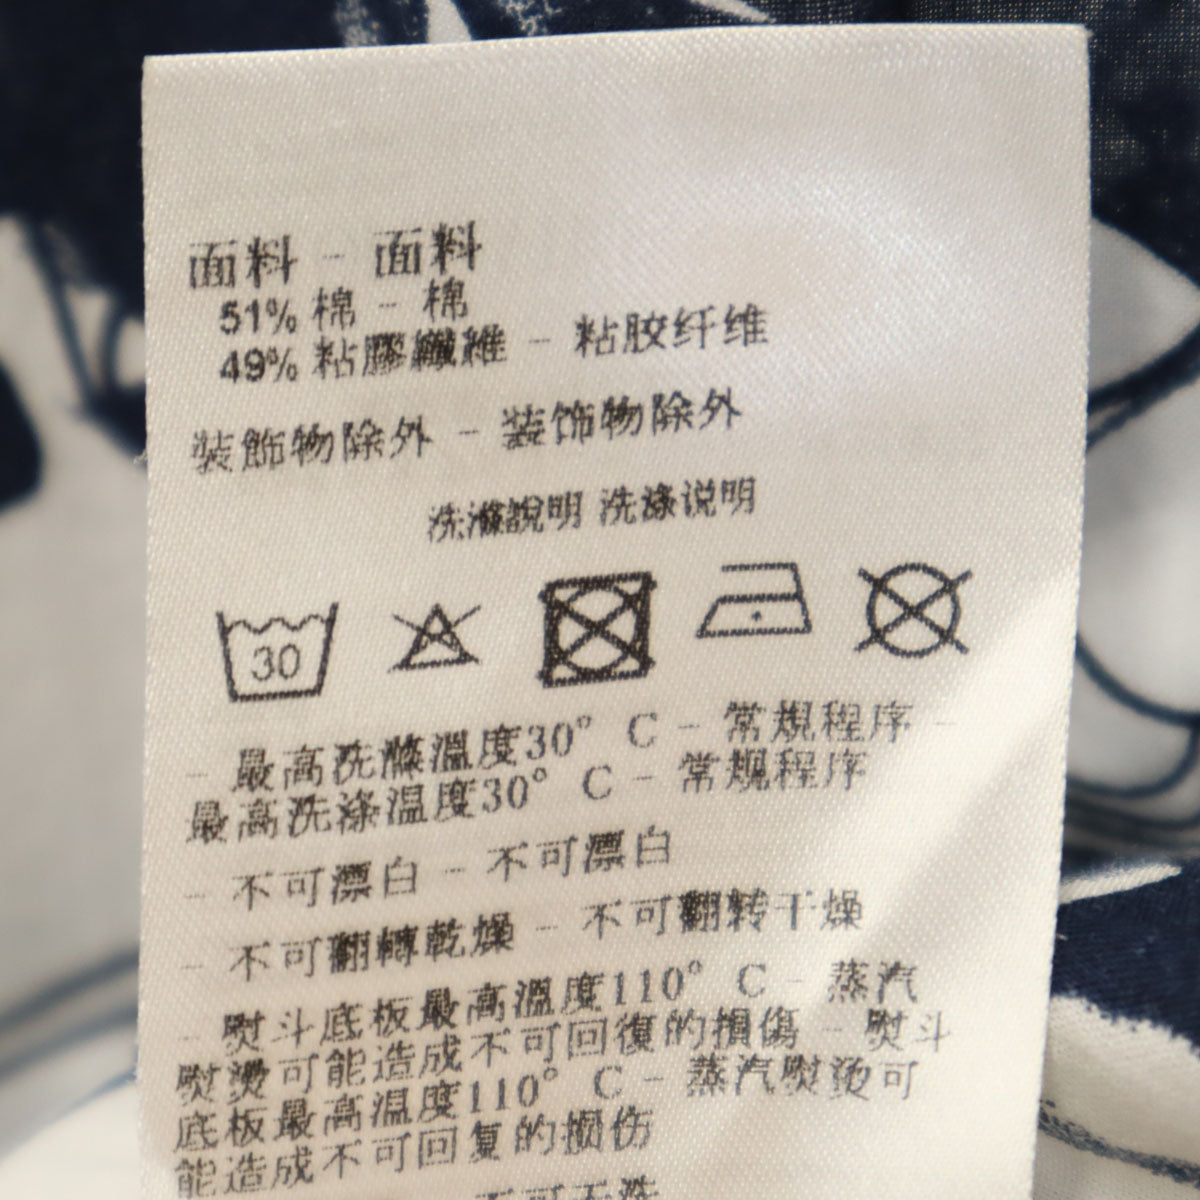 面料 - 面料
51% 棉 - 棉
49% 粘膠纖維 - 粘胶纤维
装飾物除外 - 装饰物除外
洗滌說明 洗涤说明
30
- 最高洗滌溫度30° C - 常規程序 -
最高洗涤温度30° C - 常规程序
- 不可漂白 - 不可漂白
- 不可翻轉乾燥 - 不可翻转干燥
- 熨斗底板最高溫度110° C - 蒸汽
熨燙可能造成不可回復的損傷 - 熨斗
底板最高温度110° C - 蒸汽熨烫可
能造成不可回复的损伤